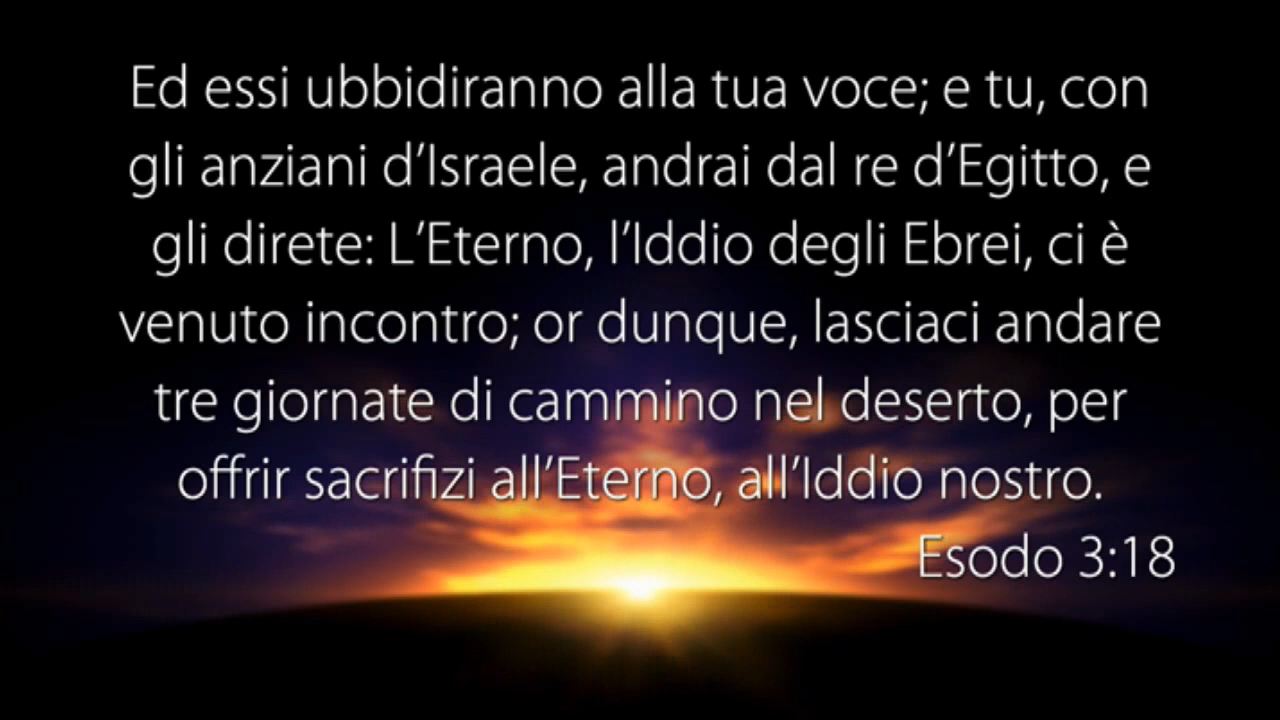 Ed essi ubbidiranno alla tua voce; e tu, con
gli anziani d’Israele, andrai dal re d’Egitto, e
gli direte: L’Eterno, l’Iddio degli Ebrei, ci è
venuto incontro; or dunque, lasciaci andare
tre giornate di cammino nel deserto, per
offrir sacrifizi all’Eterno, all’Iddio nostro.
Esodo 3:18